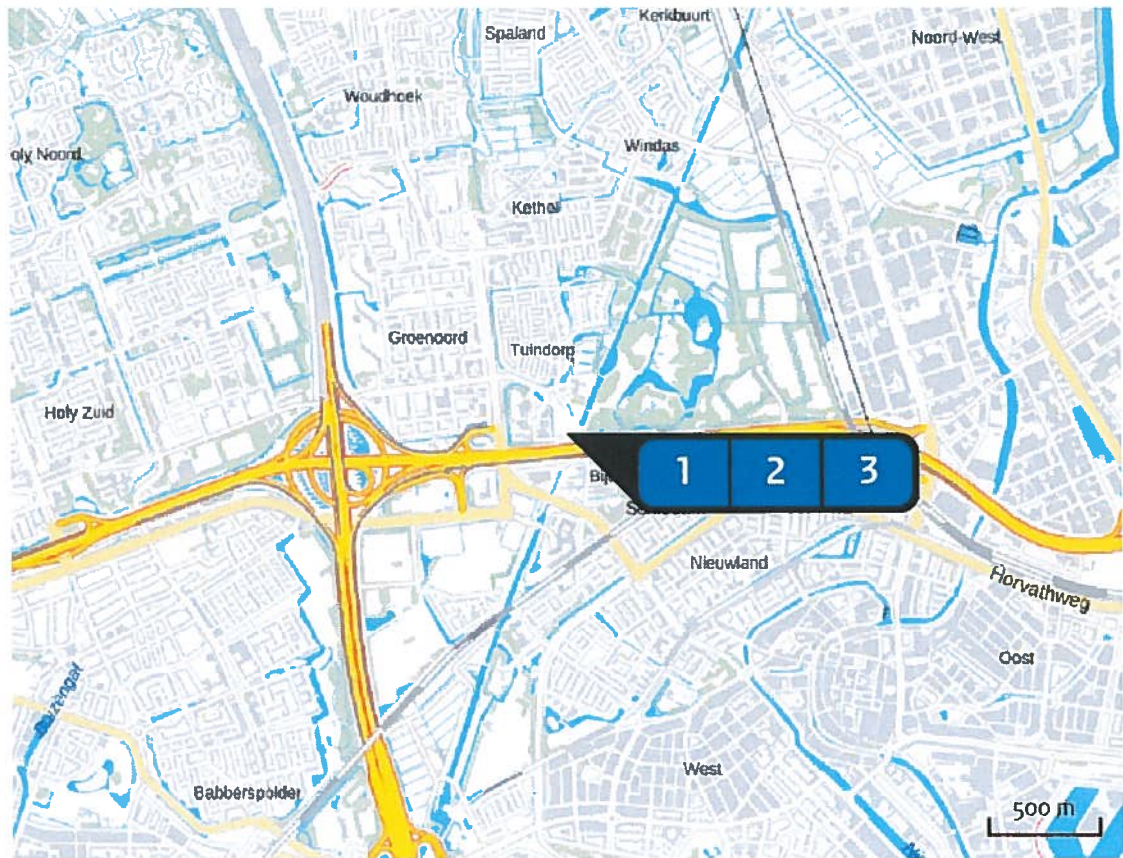 Kerkbuurt
Spaland
Noord-West
Woudhoek
Windas
oly Noord
Kethel
Groenoord
Tuindorp
Holy Zuid
1 2 3
Nieuwland
Horvathweg
Oost
West
Babberspolder
500 m